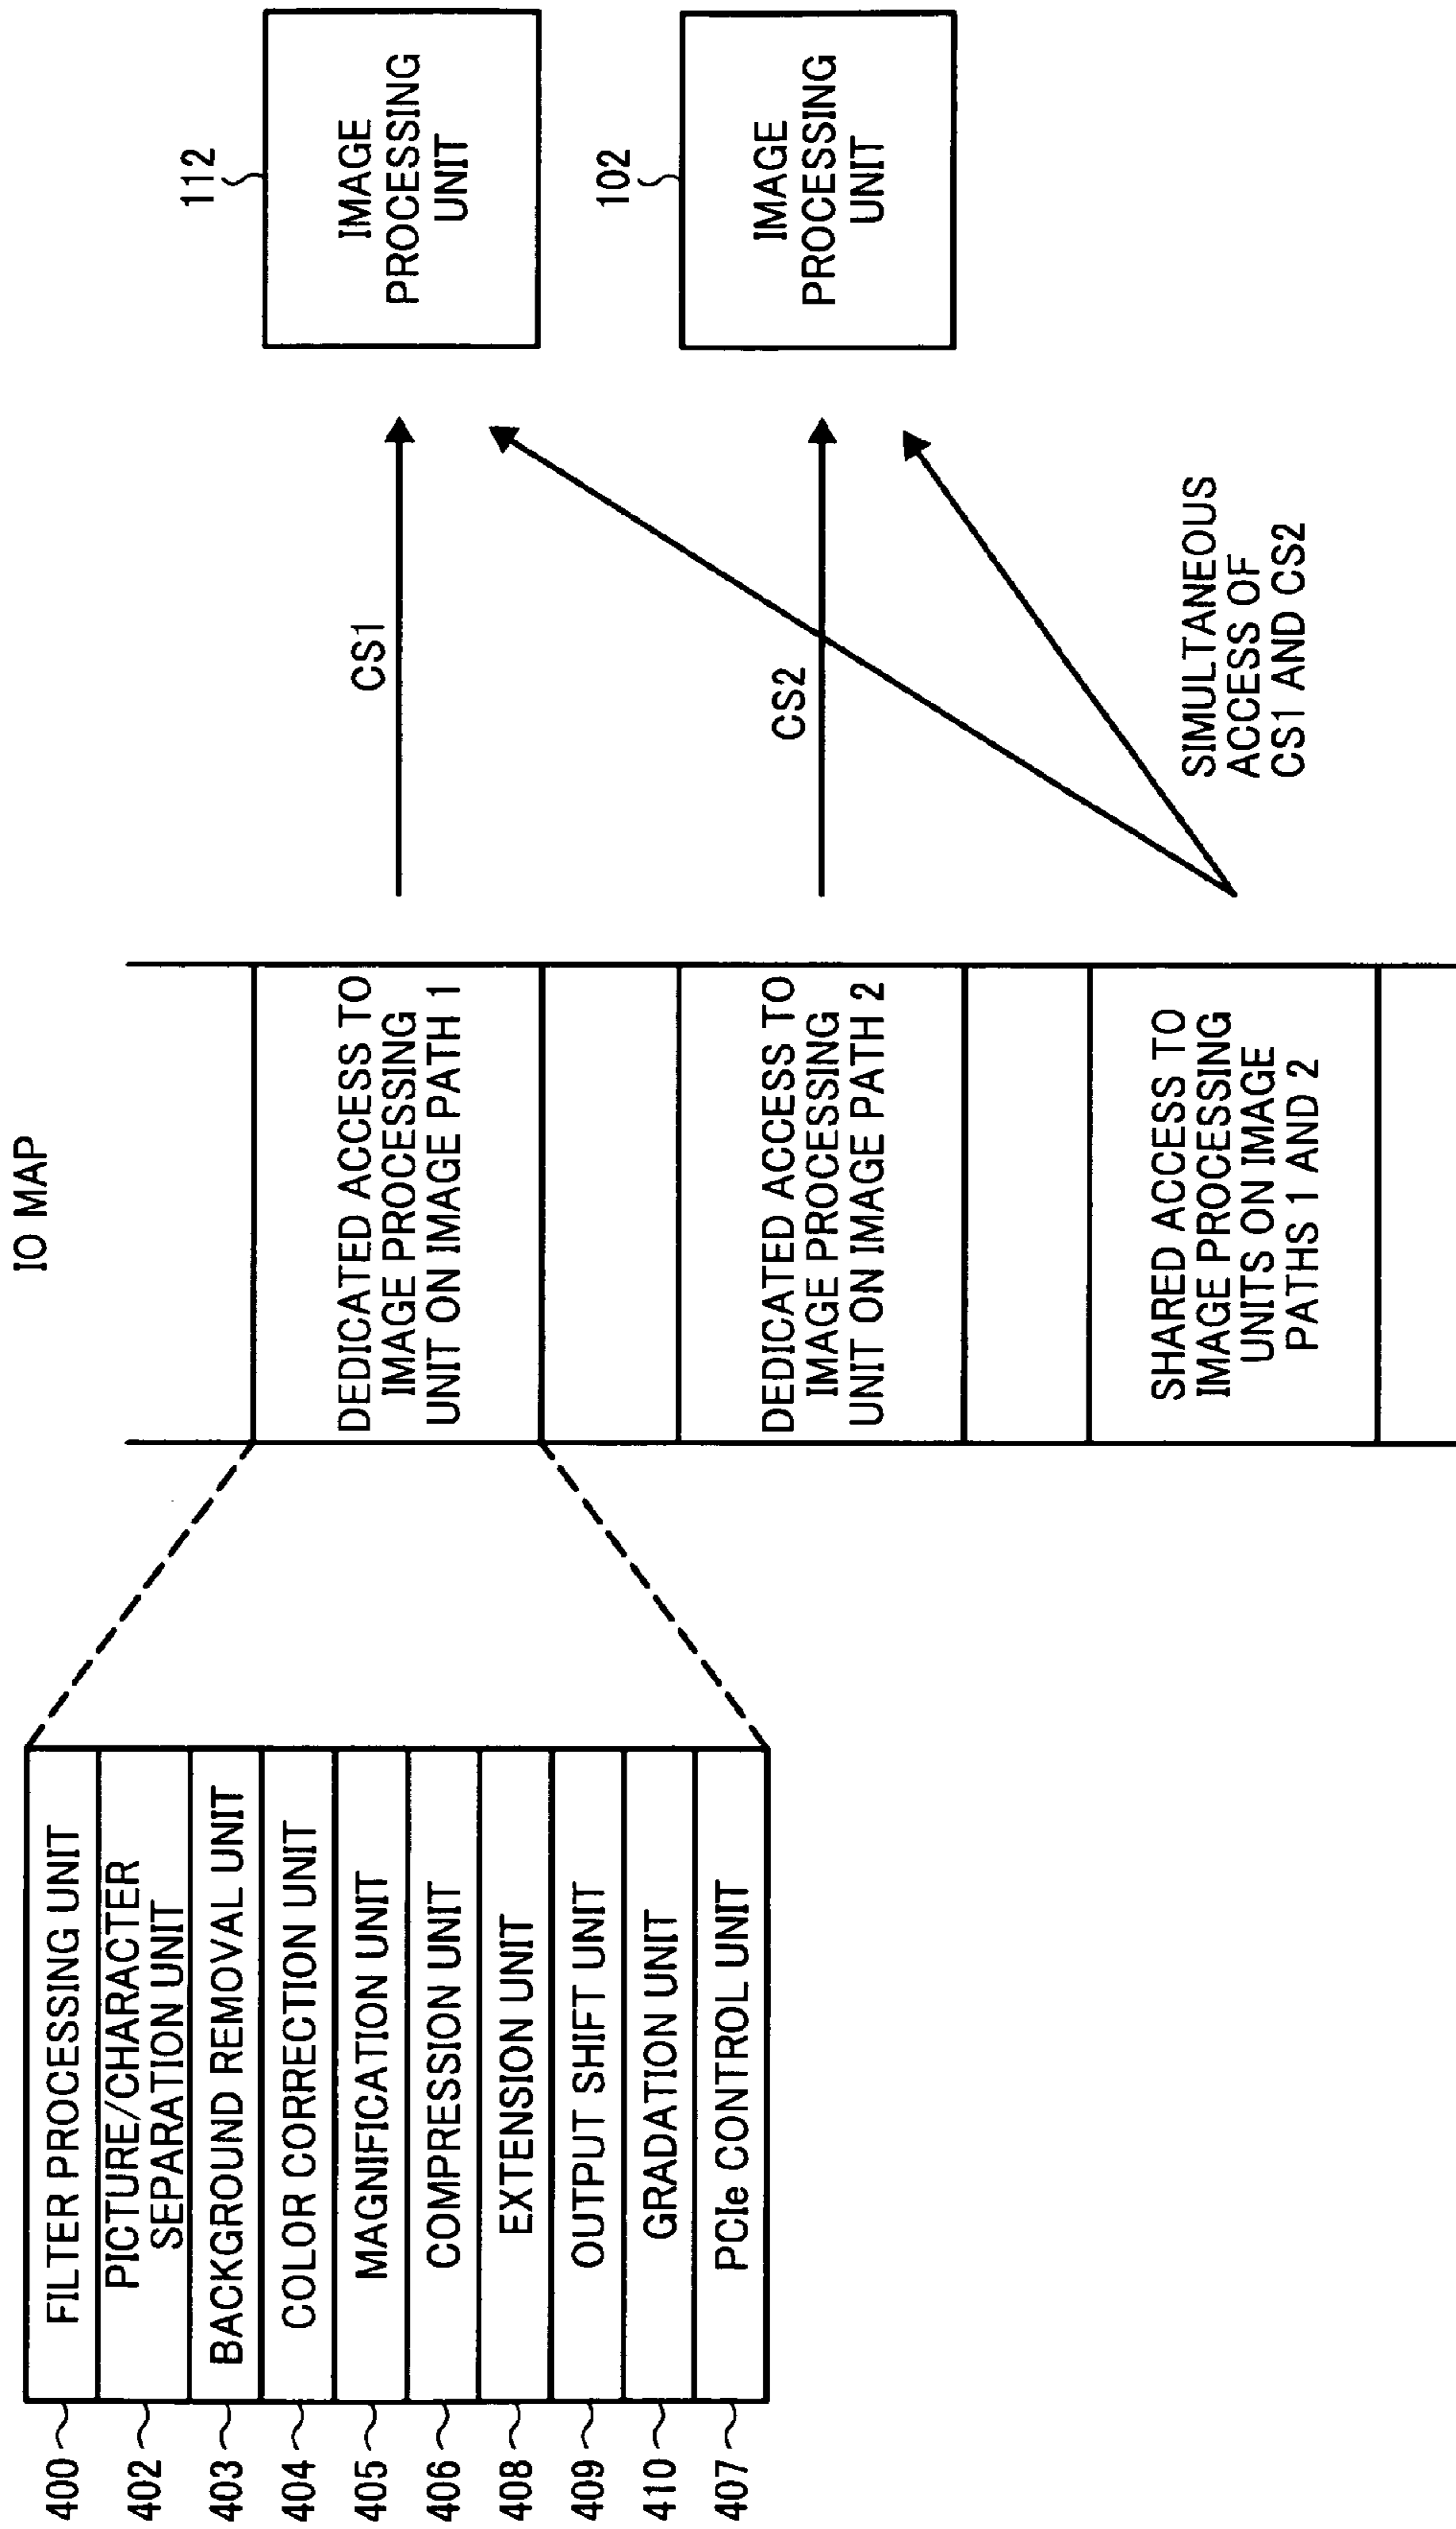 IO MAP
400
FILTER PROCESSING UNIT
402
PICTURE/CHARACTER
SEPARATION UNIT
403
BACKGROUND REMOVAL UNIT
404
COLOR CORRECTION UNIT
405
MAGNIFICATION UNIT
406
COMPRESSION UNIT
408
EXTENSION UNIT
409
OUTPUT SHIFT UNIT
410
GRADATION UNIT
407
PCIe CONTROL UNIT
DEDICATED ACCESS TO
IMAGE PROCESSING
UNIT ON IMAGE PATH 1
DEDICATED ACCESS TO
IMAGE PROCESSING
UNIT ON IMAGE PATH 2
SHARED ACCESS TO
IMAGE PROCESSING
UNITS ON IMAGE
PATHS 1 AND 2
CS1
CS2
SIMULTANEOUS
ACCESS OF
CS1 AND CS2
112
IMAGE
PROCESSING
UNIT
102
IMAGE
PROCESSING
UNIT